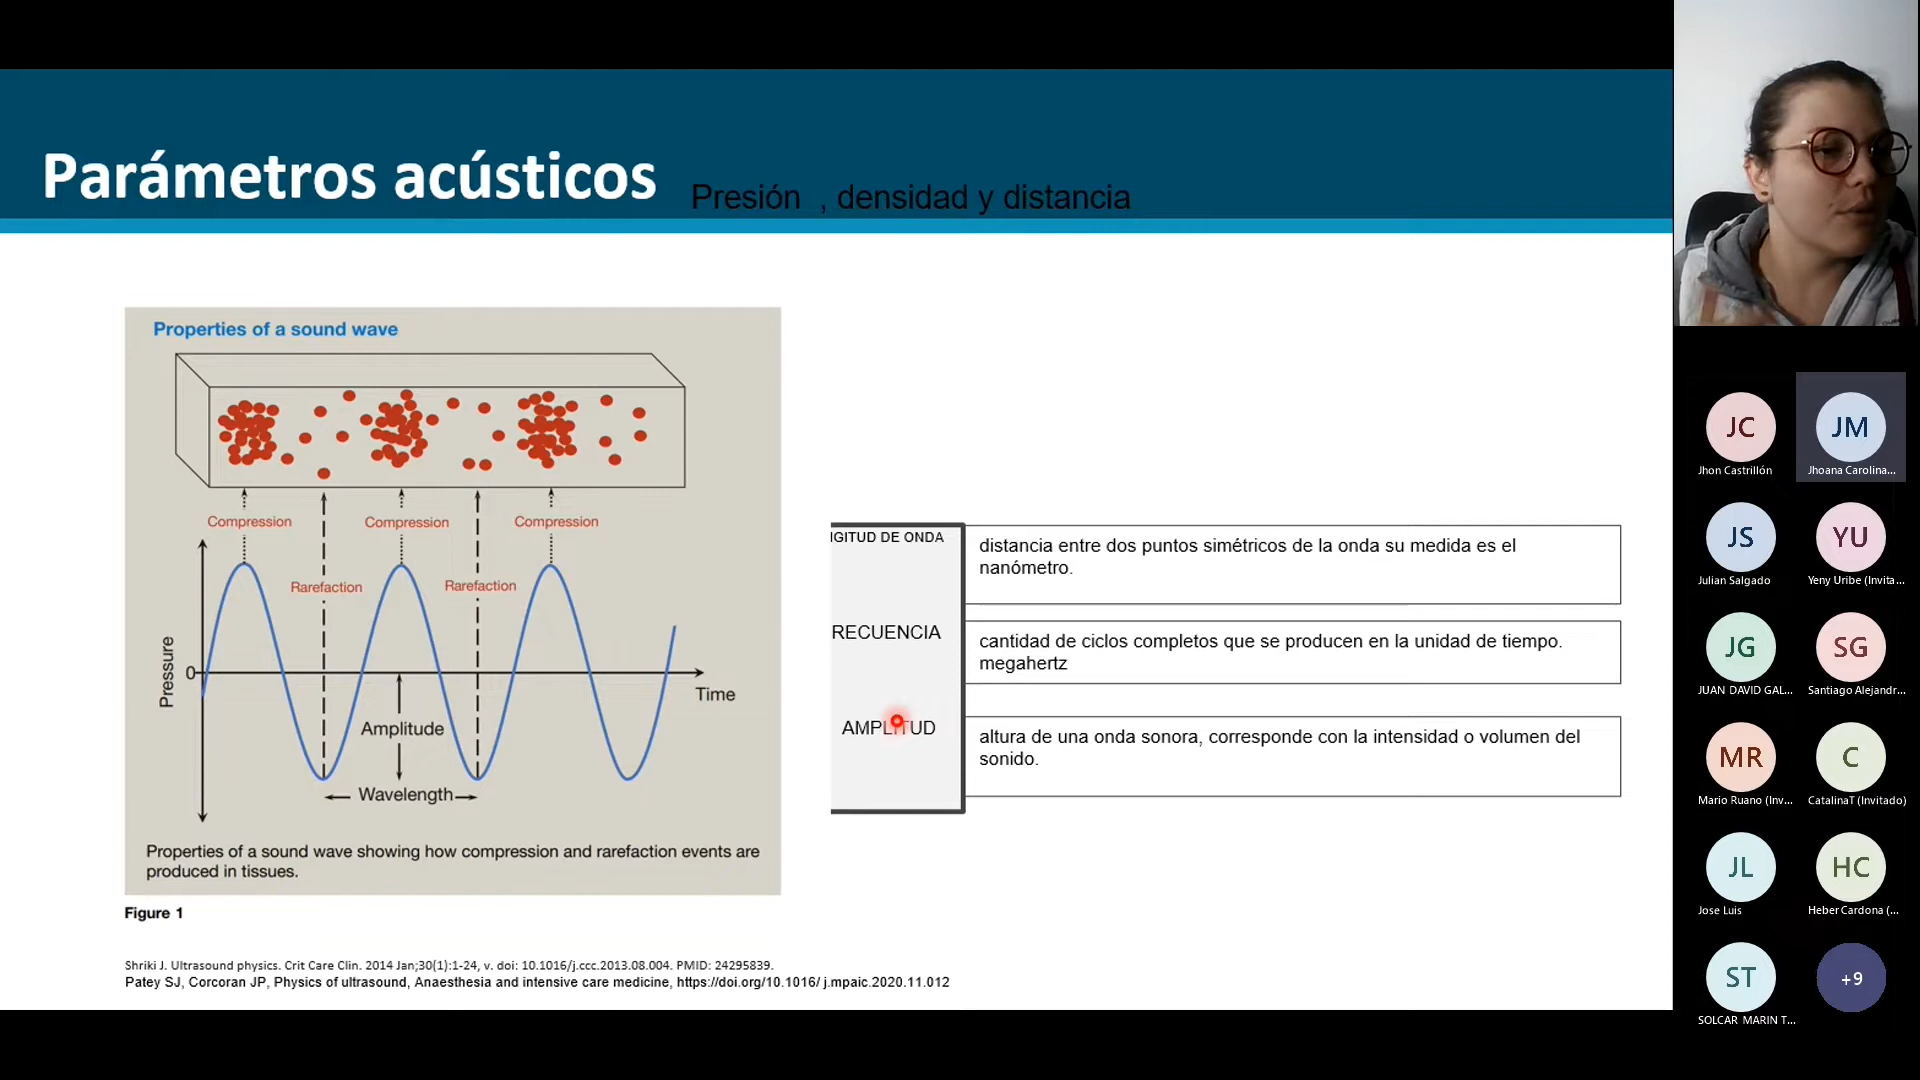 Parámetros acústicos
Presión , densidad y distancia
Properties of a sound wave
Compression
Compression
Compression
Rarefaction
Rarefaction
Pressure
0
Time
Amplitude
Wavelength
Properties of a sound wave showing how compression and rarefaction events are
produced in tissues.
Figure 1
Shriki J. Ultrasound physics. Crit Care Clin. 2014 Jan;30(1):1-24, v. doi: 10.1016/j.ccc.2013.08.004. PMID: 24295839.
Patey SJ, Corcoran JP, Physics of ultrasound, Anaesthesia and intensive care medicine, https://doi.org/10.1016/ j.mpaic.2020.11.012
NGITUD DE ONDA
distancia entre dos puntos simétricos de la onda su medida es el
nanómetro.
RECUENCIA
cantidad de ciclos completos que se producen en la unidad de tiempo.
megahertz
AMPLITUD
altura de una onda sonora, corresponde con la intensidad o volumen del
sonido.
JC
Jhon Castrillón
JM
Jhoana Carolina...
JS
Julian Salgado
YU
Yeny Uribe (Invita...
JG
JUAN DAVID GAL...
SG
Santiago Alejandr...
MR
Mario Ruano (Inv...
C
CatalinaT (Invitado)
JL
Jose Luis
HC
Heber Cardona (...
ST
SOLCAR MARIN T...
+9